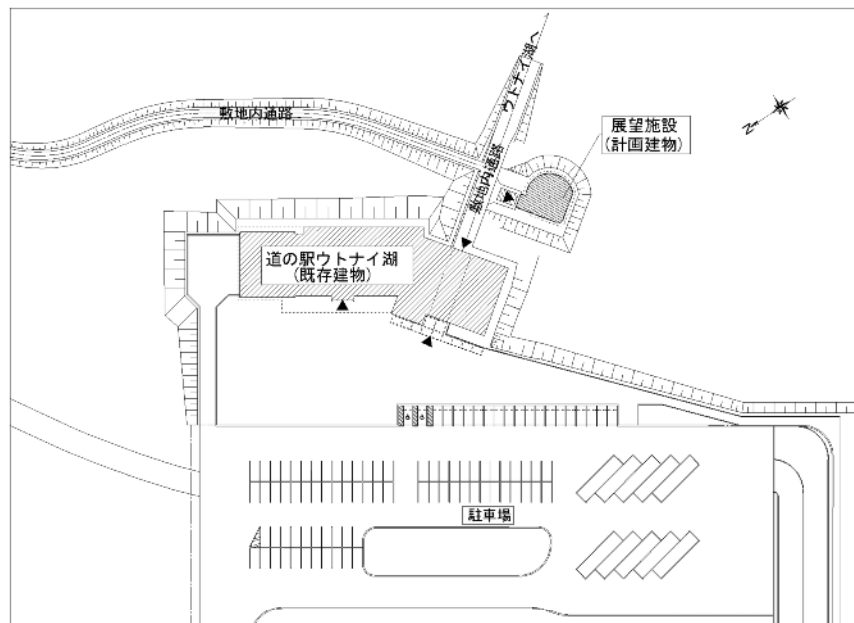 ウトナイ湖へ
敷地内通路
展望施設
(計画建物)
敷地内通路
道の駅ウトナイ湖
(既存建物)
駐車場